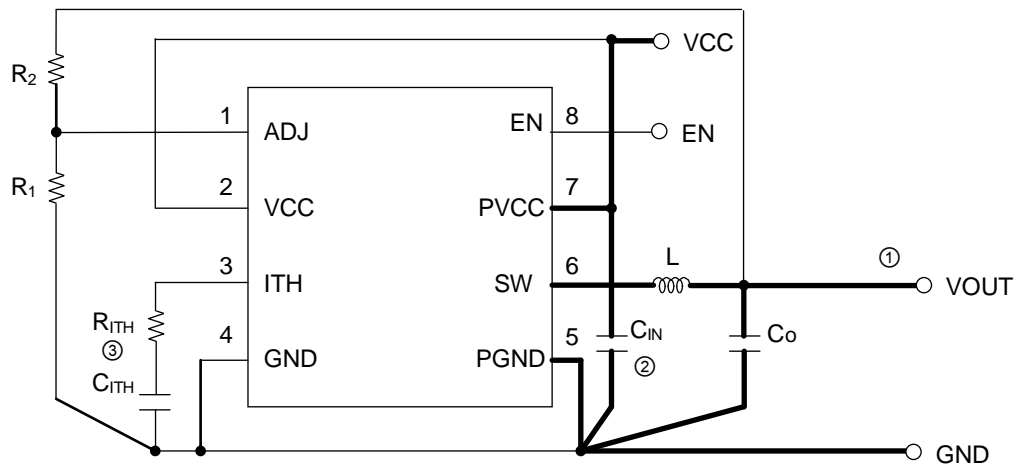 VCC
R2
1
ADJ
EN
8
EN
R1
2
VCC
PVCC
7
3
ITH
SW
6
L
①
VOUT
RITH
③
4
GND
PGND
5
CIN
②
CO
CITH
GND